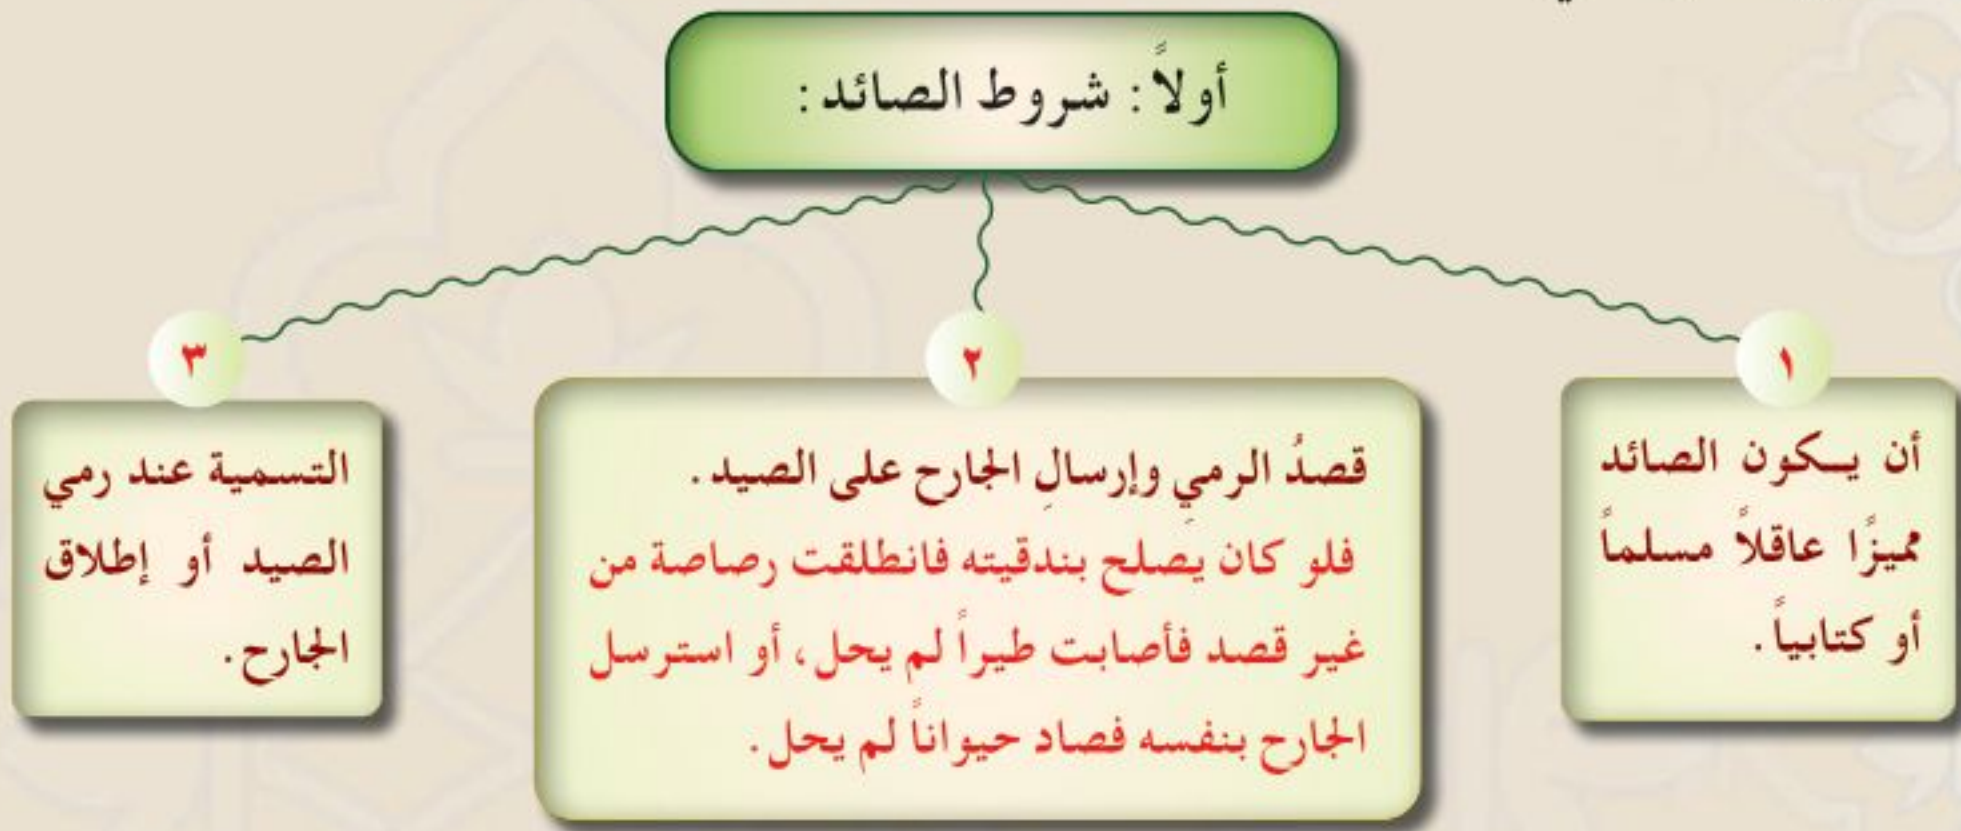 أولاً : شروط الصائد :
١
أن يكون الصائد
مميزًا عاقلاً مسلماً
أو كتابياً .
٢
قصدُ الرميِ وإرسالِ الجارح على الصيد .
فلو كان يصلح بندقيته فانطلقت رصاصة من
غير قصد فأصابت طيراً لم يحل ، أو استرسل
الجارح بنفسه فصاد حيواناً لم يحل .
٣
التسمية عند رمي
الصيد أو إطلاق
الجارح .